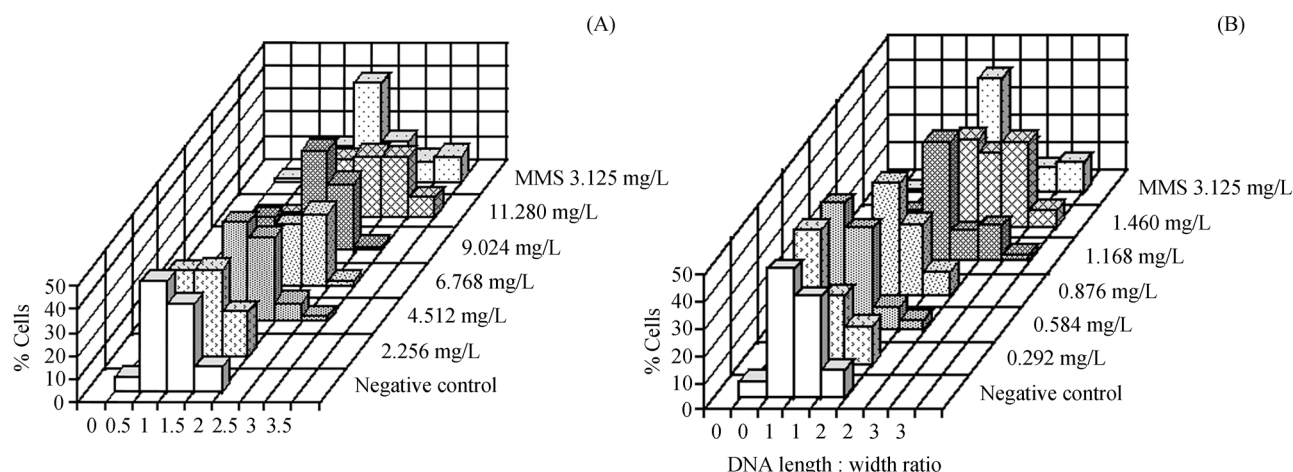 (A)
50
40
30
20
10
0
% Cells
0 0.5 1 1.5 2 2.5 3 3.5
MMS 3.125 mg/L
11.280 mg/L
9.024 mg/L
6.768 mg/L
4.512 mg/L
2.256 mg/L
Negative control
(B)
50
40
30
20
10
0
% Cells
0 0 1 1 2 2 3 3
MMS 3.125 mg/L
1.460 mg/L
1.168 mg/L
0.876 mg/L
0.584 mg/L
0.292 mg/L
Negative control
DNA length : width ratio